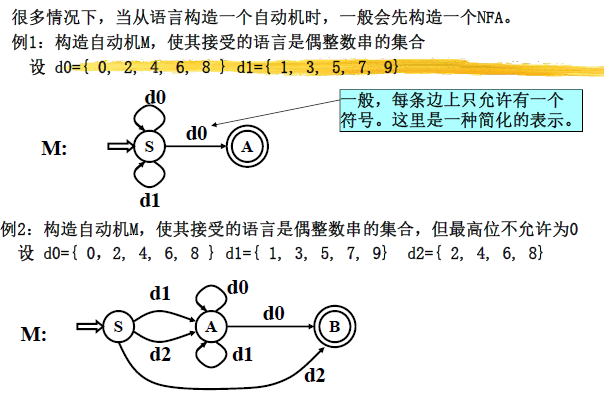 很多情况下，当从语言构造一个自动机时，一般会先构造一个NFA。
例1：构造自动机M，使其接受的语言是偶整数串的集合
设 d0={ 0, 2, 4, 6, 8 } d1={ 1, 3, 5, 7, 9}
d0
一般，每条边上只允许有一个
符号。这里是一种简化的表示。
d0
M:
S
A
d1
例2：构造自动机M，使其接受的语言是偶整数串的集合，但最高位不允许为0
设 d0={ 0, 2, 4, 6, 8 } d1={ 1, 3, 5, 7, 9} d2={ 2, 4, 6, 8}
d1
d0
d0
M:
S
A
B
d2
d1
d2